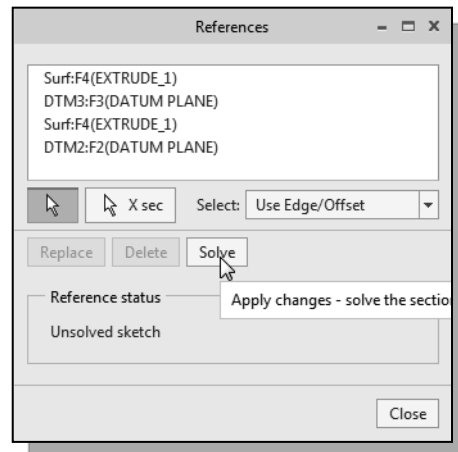 References
Surf:F4(EXTRUDE_1)
DTM3:F3(DATUM PLANE)
Surf:F4(EXTRUDE_1)
DTM2:F2(DATUM PLANE)
X sec Select: Use Edge/Offset
Replace Delete Solve
Reference status Apply changes - solve the section
Unsolved sketch
Close